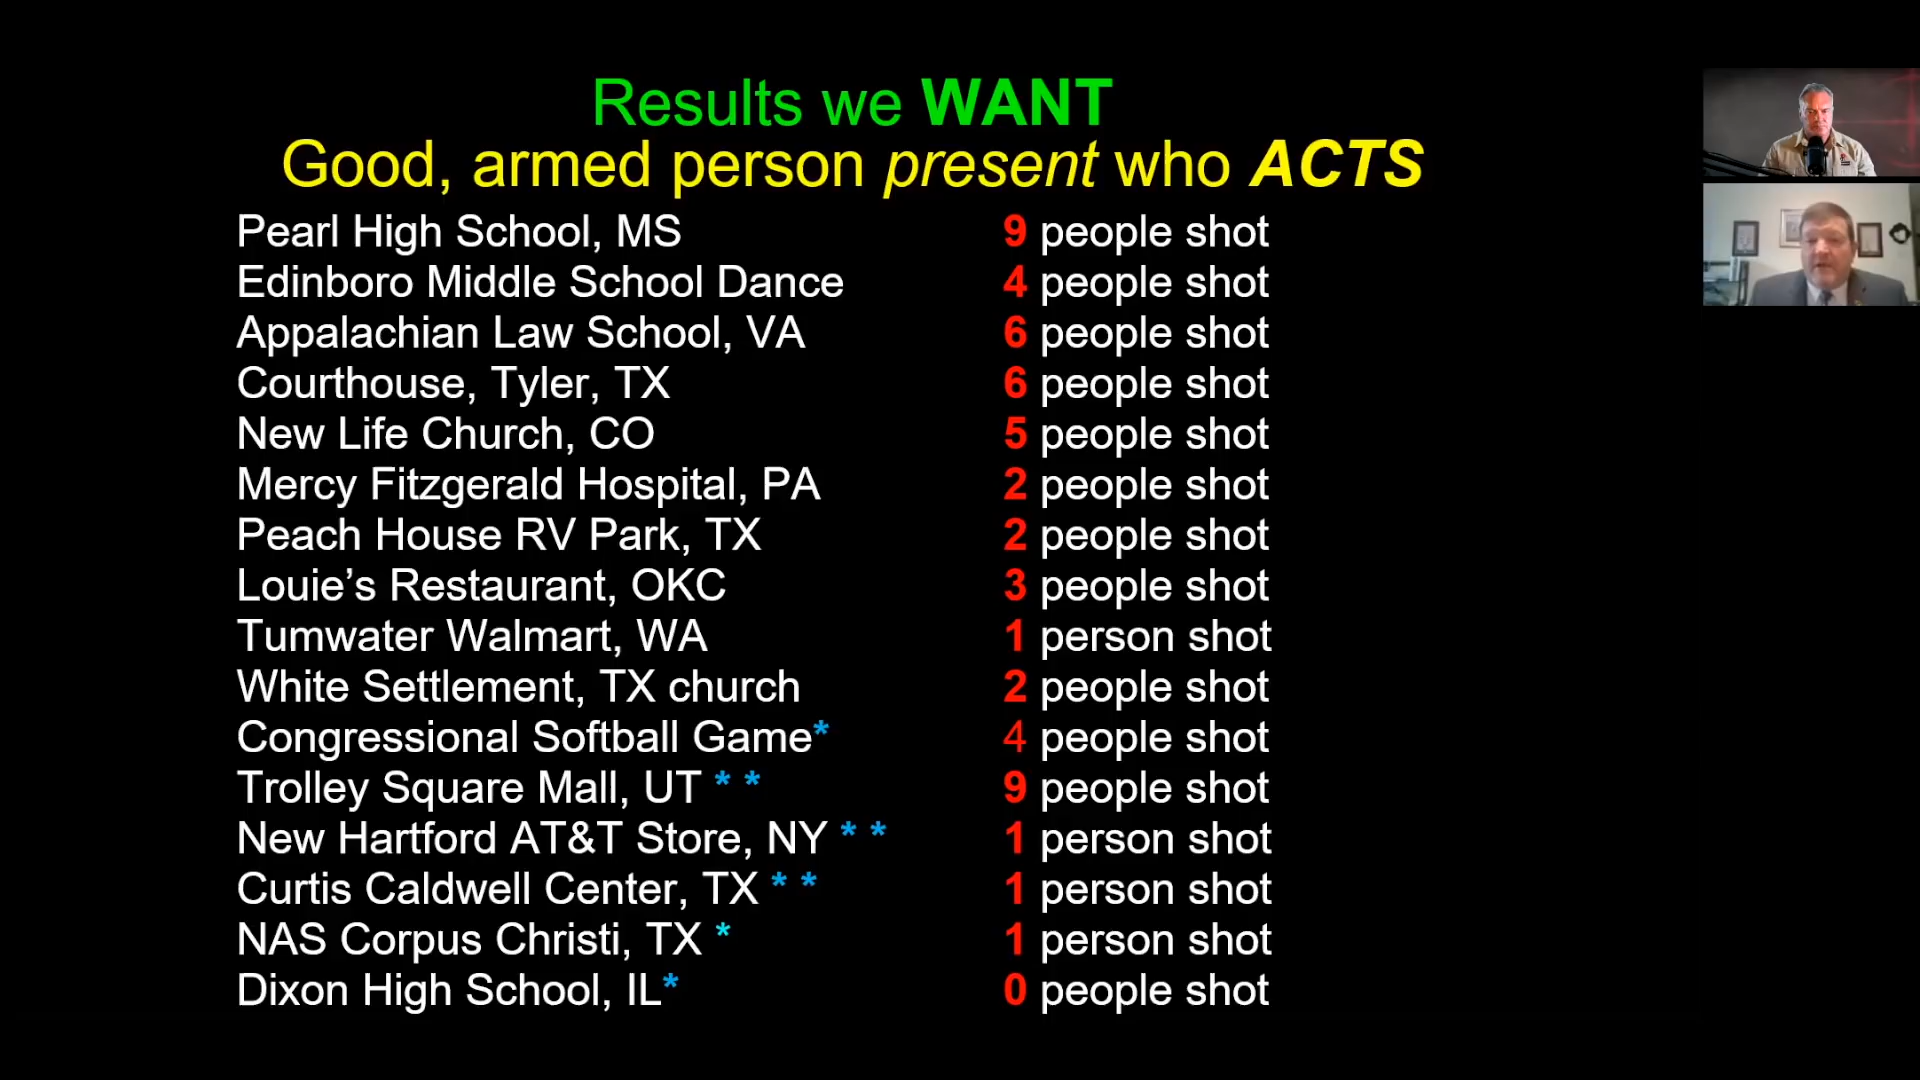 Results we WANT
Good, armed person present who ACTS
Pearl High School, MS 9 people shot
Edinboro Middle School Dance 4 people shot
Appalachian Law School, VA 6 people shot
Courthouse, Tyler, TX 6 people shot
New Life Church, CO 5 people shot
Mercy Fitzgerald Hospital, PA 2 people shot
Peach House RV Park, TX 2 people shot
Louie’s Restaurant, OKC 3 people shot
Tumwater Walmart, WA 1 person shot
White Settlement, TX church 2 people shot
Congressional Softball Game* 4 people shot
Trolley Square Mall, UT * * 9 people shot
New Hartford AT&T Store, NY * * 1 person shot
Curtis Caldwell Center, TX * * 1 person shot
NAS Corpus Christi, TX * 1 person shot
Dixon High School, IL* 0 people shot